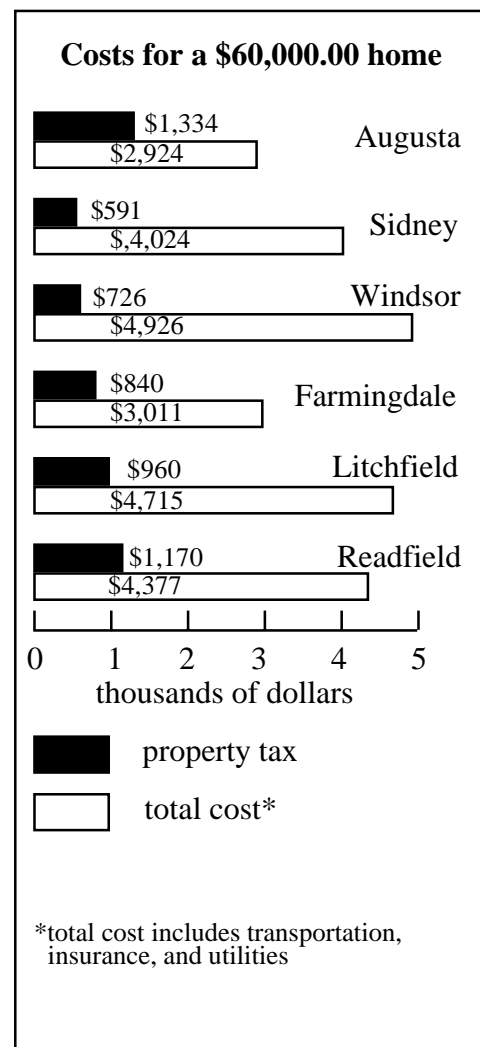 Costs for a $60,000.00 home
$1,334
Augusta
$2,924
$591
Sidney
$,4,024
$726
Windsor
$4,926
$840
Farmingdale
$3,011
$960
Litchfield
$4,715
$1,170
Readfield
$4,377
0 1 2 3 4 5
thousands of dollars
property tax
total cost*
*total cost includes transportation,
insurance, and utilities